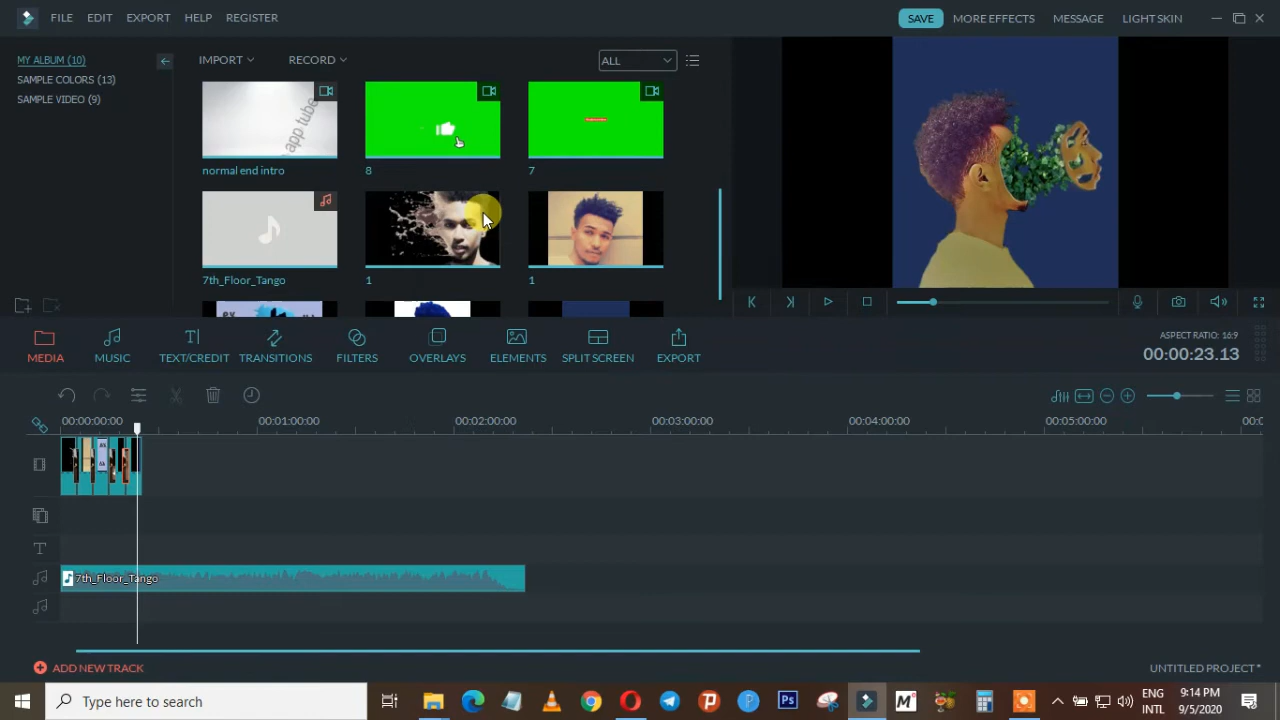 FILE EDIT EXPORT HELP REGISTER SAVE MORE EFFECTS MESSAGE LIGHT SKIN
MY ALBUM (10)
SAMPLE COLORS (13)
SAMPLE VIDEO (9)
IMPORT RECORD ALL
app tube
normal end intro 8 7
7th_Floor_Tango 1 1
MEDIA MUSIC TEXT/CREDIT TRANSITIONS FILTERS OVERLAYS ELEMENTS SPLIT SCREEN EXPORT
ASPECT RATIO: 16:9
00:00:23.13
00:00:00:00 00:01:00:00 00:02:00:00 00:03:00:00 00:04:00:00 00:05:00:00
T
7th_Floor_Tango
ADD NEW TRACK UNTITLED PROJECT*
Type here to search
Ps
ENG
INTL
9:14 PM
9/5/2020